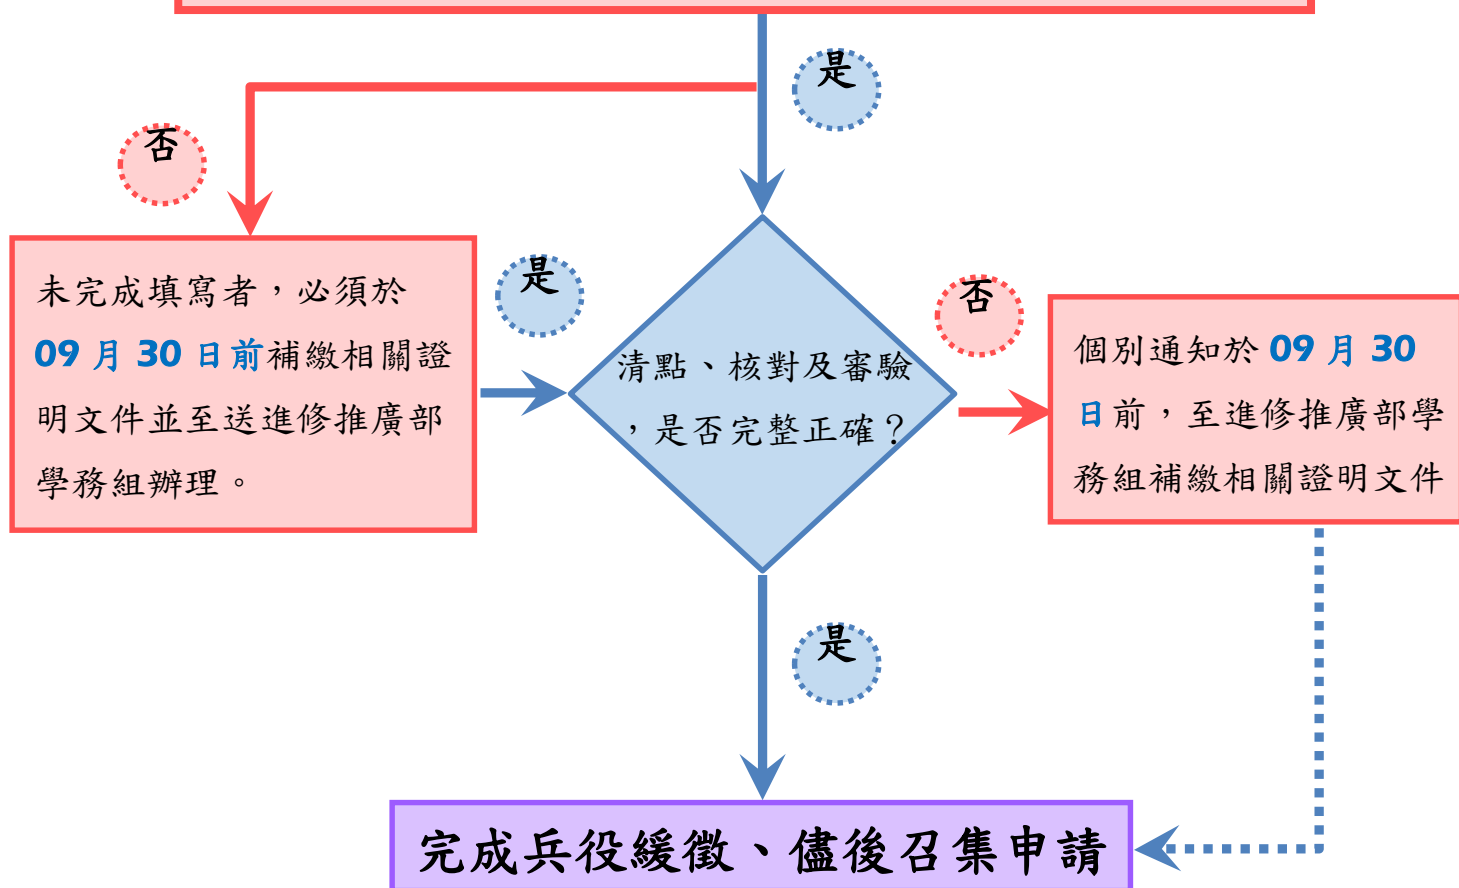 是
否
未完成填寫者，必須於
09 月 30 日前補繳相關證
明文件並至送進修推廣部
學務組辦理。
是
清點、核對及審驗
，是否完整正確？
否
個別通知於 09 月 30
日前，至進修推廣部學
務組補繳相關證明文件
是
完成兵役緩徵、儘後召集申請